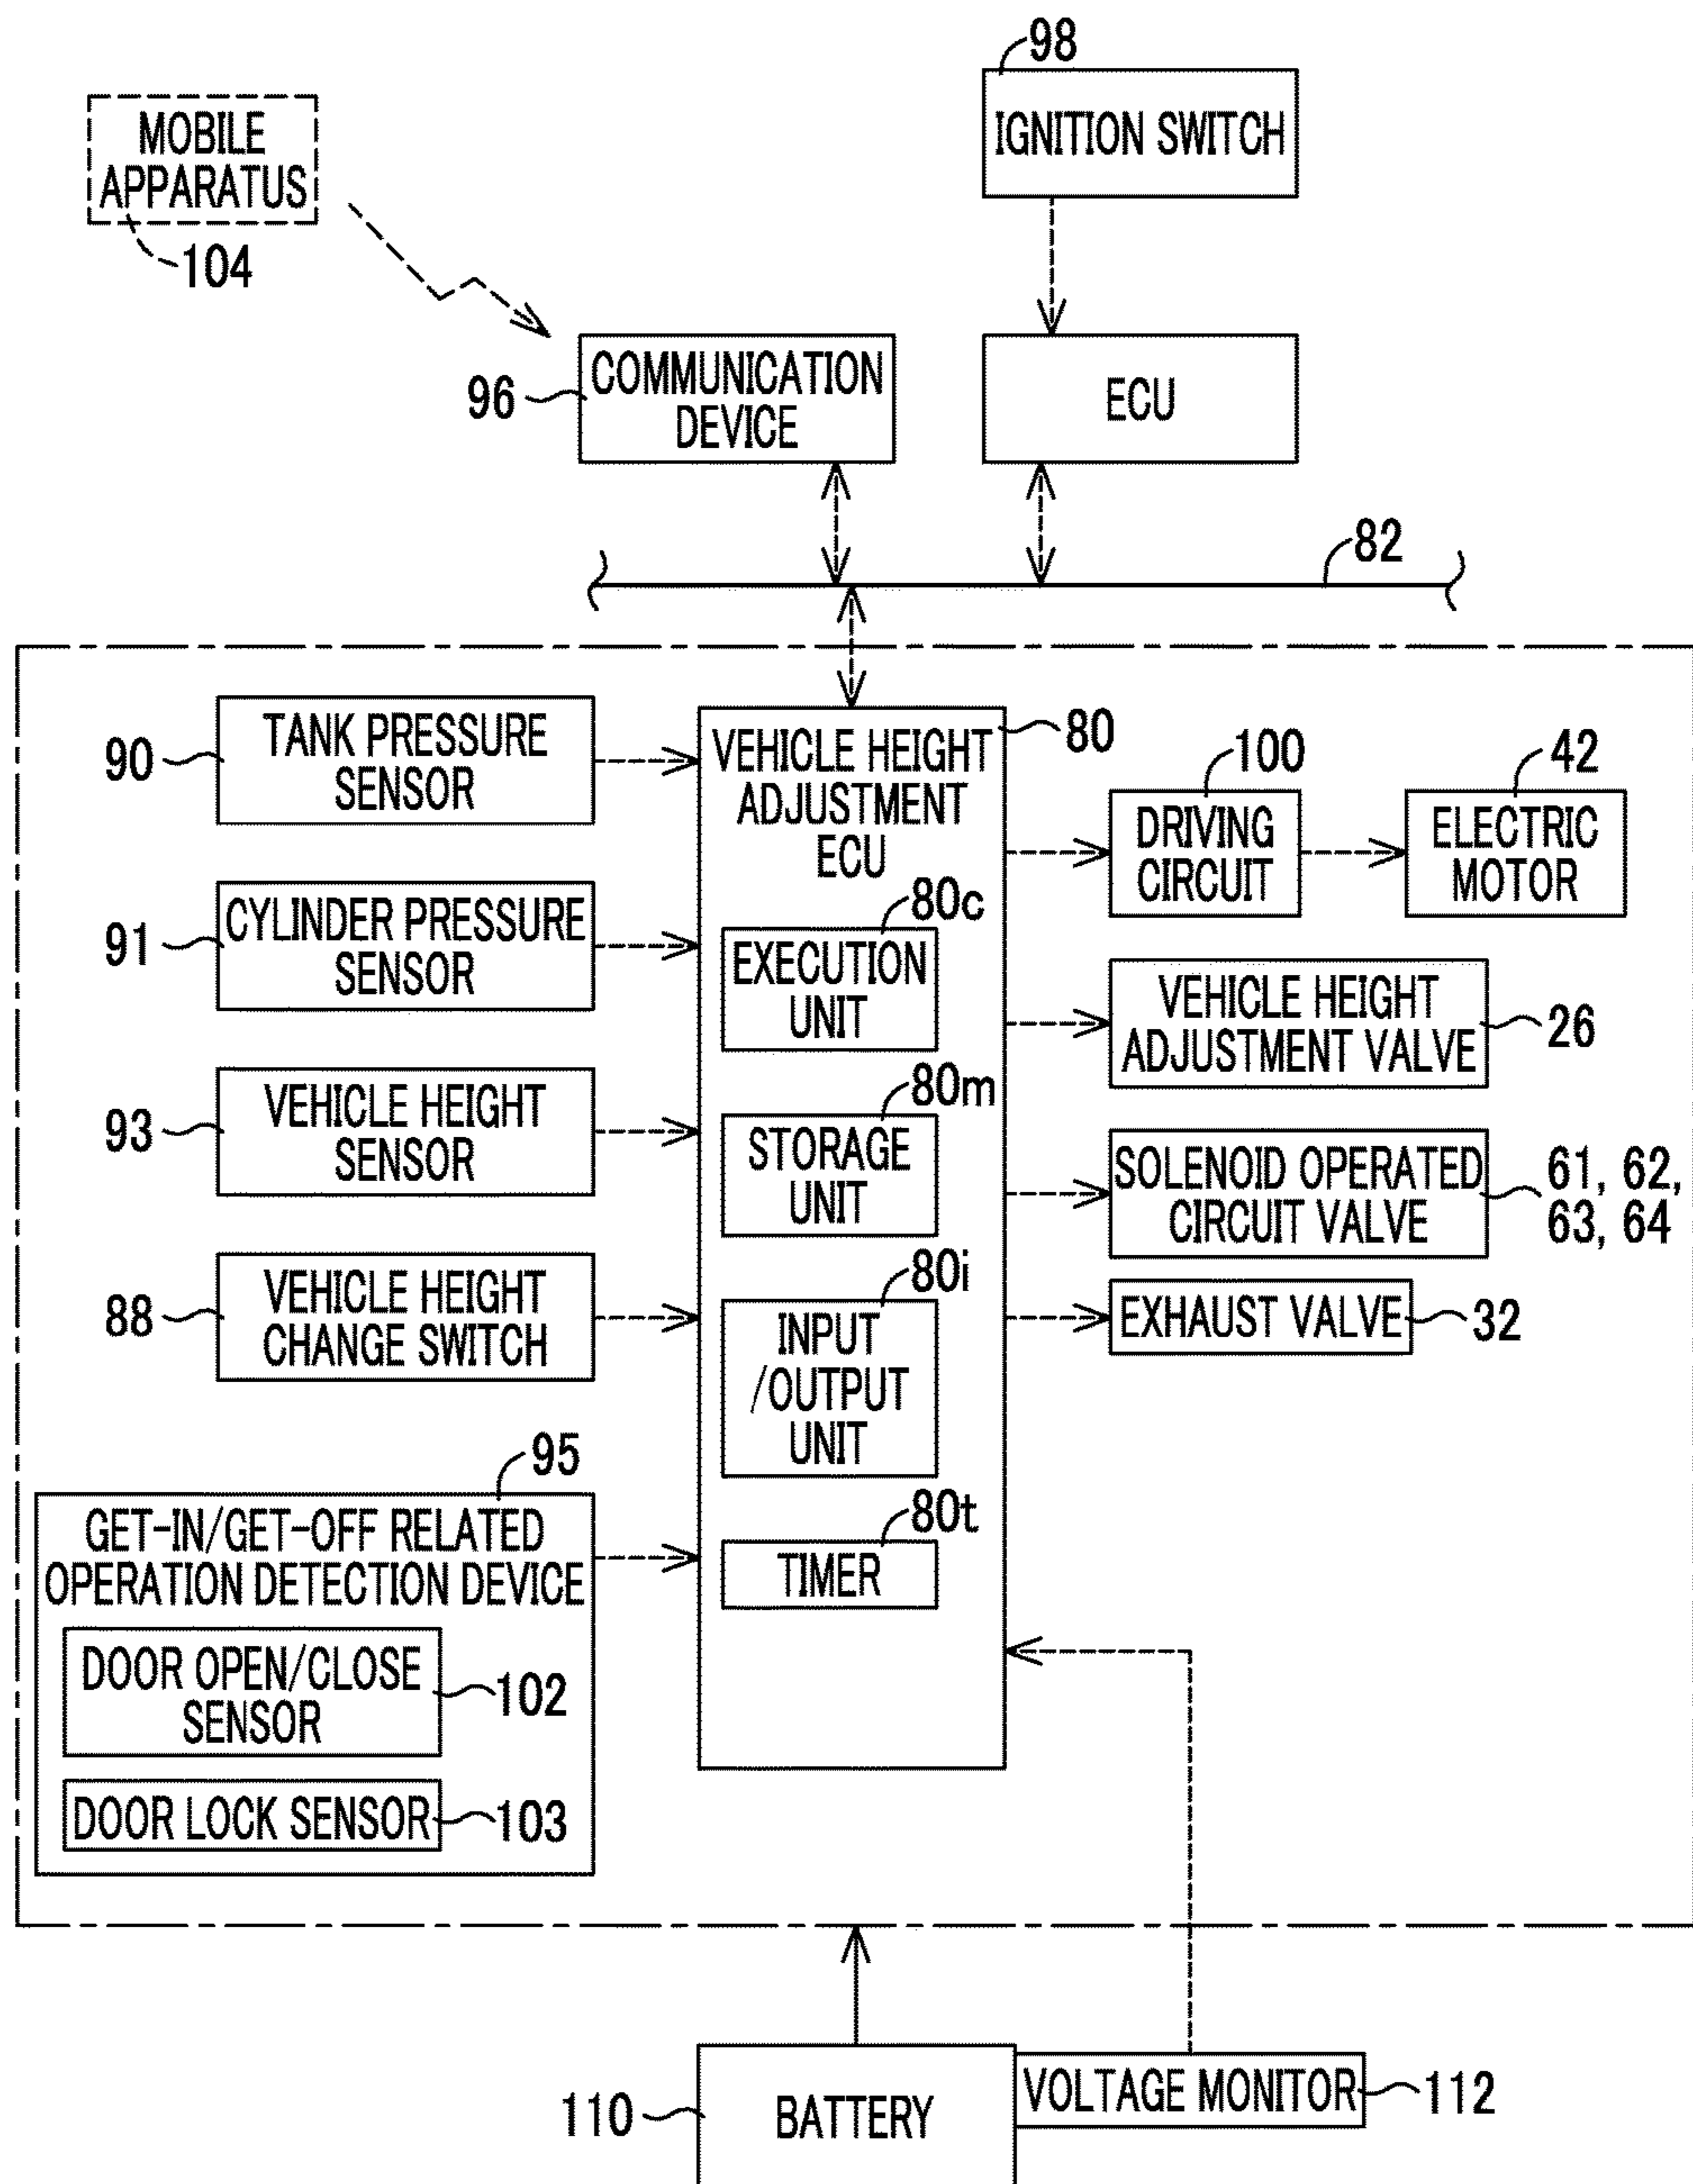 98
MOBILE
APPARATUS
104
IGNITION SWITCH
96
COMMUNICATION
DEVICE
ECU
82
90
TANK PRESSURE
SENSOR
91
CYLINDER PRESSURE
SENSOR
93
VEHICLE HEIGHT
SENSOR
88
VEHICLE HEIGHT
CHANGE SWITCH
95
GET-IN/GET-OFF RELATED
OPERATION DETECTION DEVICE
DOOR OPEN/CLOSE
SENSOR
102
DOOR LOCK SENSOR
103
80
VEHICLE HEIGHT
ADJUSTMENT
ECU
80c
EXECUTION
UNIT
80m
STORAGE
UNIT
80i
INPUT
/OUTPUT
UNIT
80t
TIMER
100
DRIVING
CIRCUIT
42
ELECTRIC
MOTOR
VEHICLE HEIGHT
ADJUSTMENT VALVE
26
SOLENOID OPERATED
CIRCUIT VALVE
61, 62,
63, 64
EXHAUST VALVE
32
110
BATTERY
VOLTAGE MONITOR
112